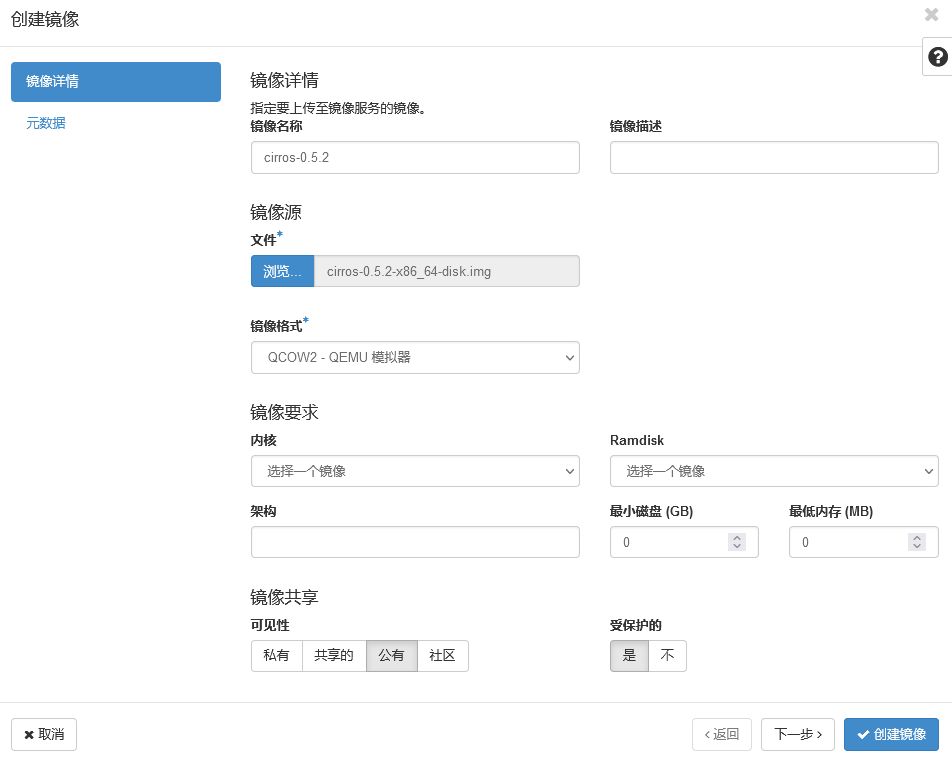 创建镜像
镜像详情
元数据
镜像详情
指定要上传至镜像服务的镜像。
镜像名称
镜像描述
cirros-0.5.2
镜像源
文件*
浏览... cirros-0.5.2-x86_64-disk.img
镜像格式*
QCOW2 - QEMU 模拟器
镜像要求
内核
Ramdisk
选择一个镜像
选择一个镜像
架构
最小磁盘 (GB)
最低内存 (MB)
0
0
镜像共享
可见性
受保护的
私有 共享的 公有 社区
是 不
取消
返回
下一步
创建镜像